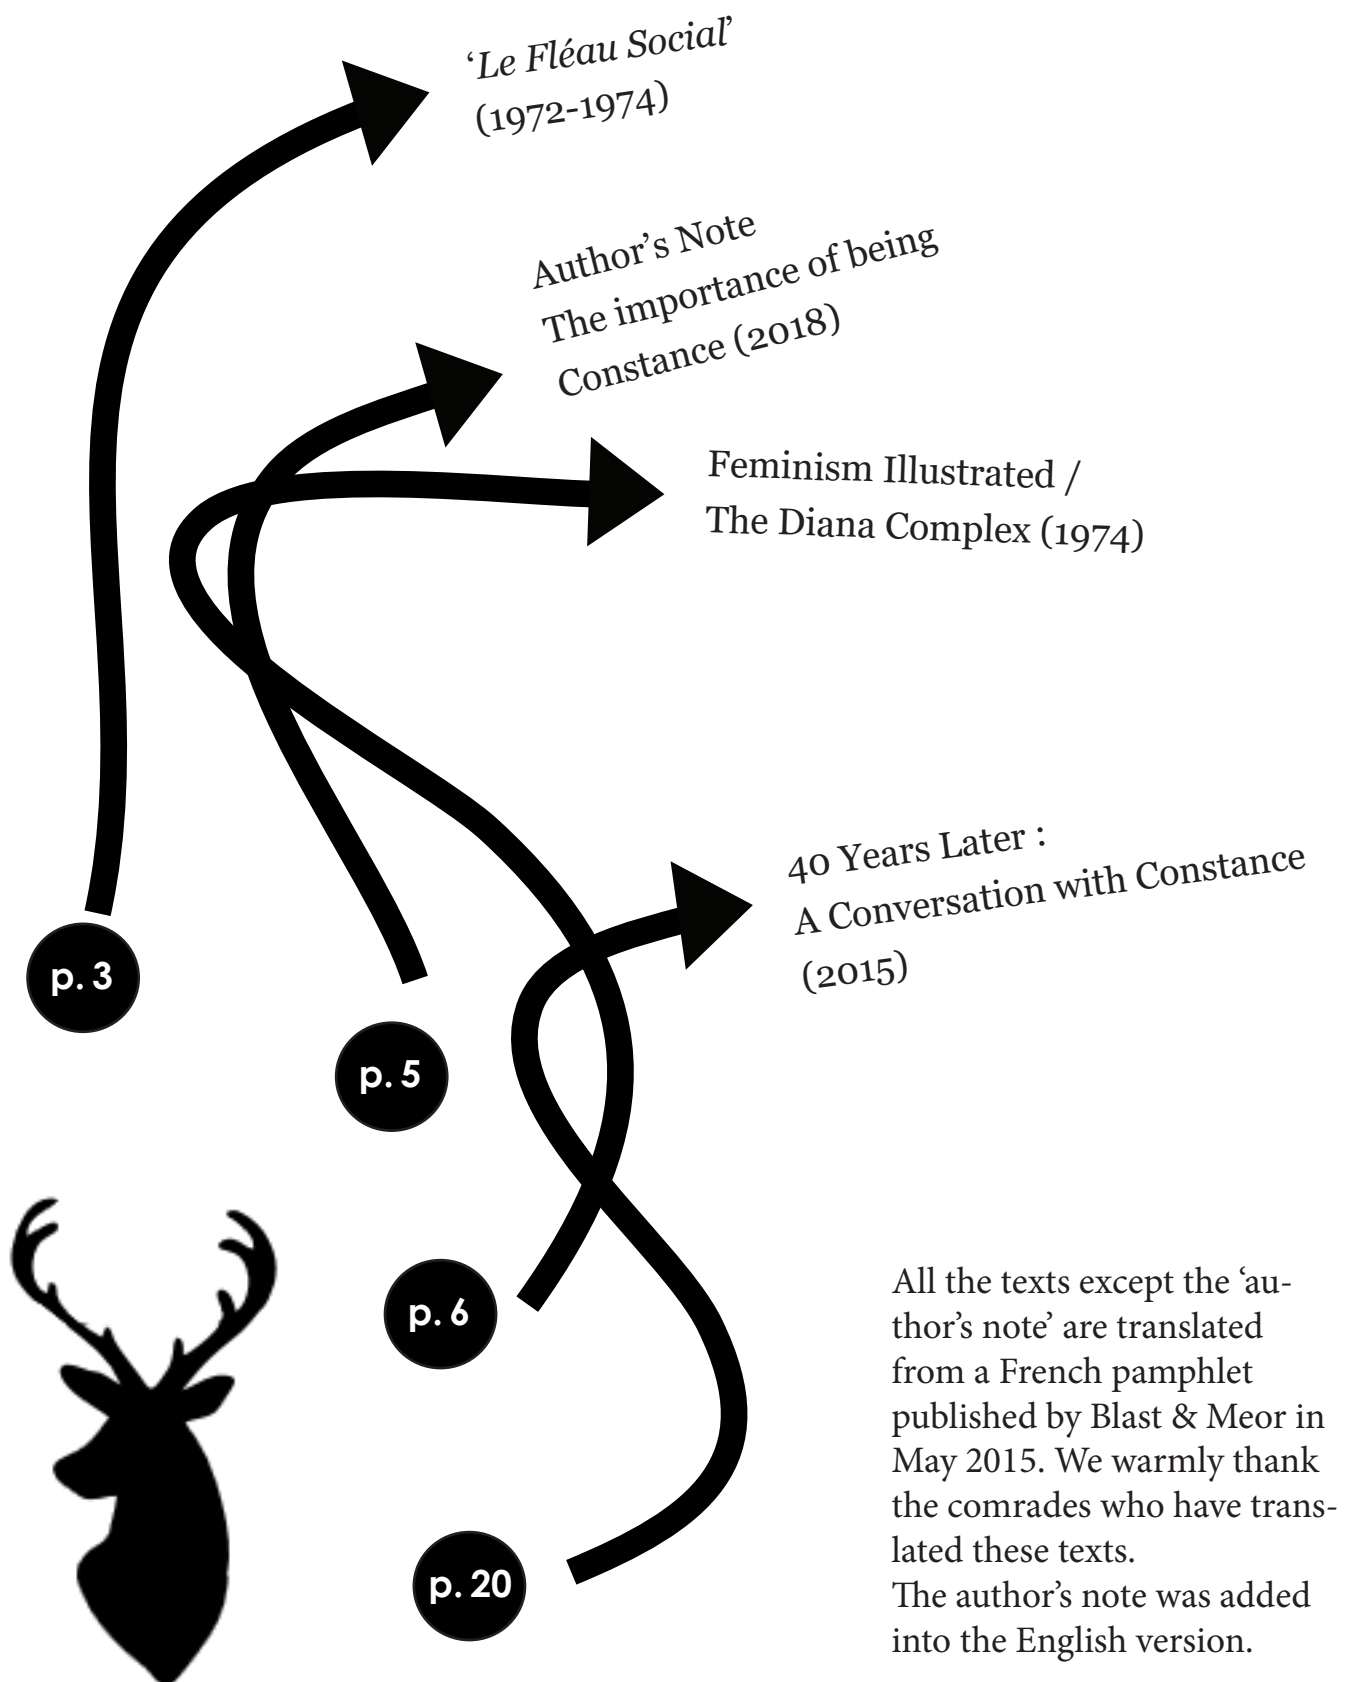 ‘Le Fléau Social’
(1972-1974)
Author’s Note
The importance of being
Constance (2018)
Feminism Illustrated /
The Diana Complex (1974)
40 Years Later :
A Conversation with Constance
(2015)
p. 3
p. 5
p. 6
p. 20
All the texts except the ‘au-
thor’s note’ are translated
from a French pamphlet
published by Blast & Meor in
May 2015. We warmly thank
the comrades who have trans-
lated these texts.
The author’s note was added
into the English version.